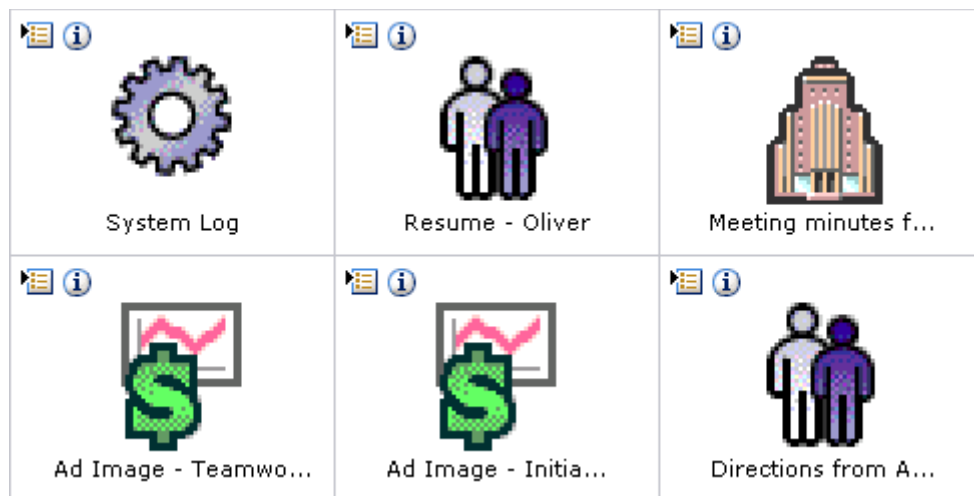 System Log
Resume - Oliver
Meeting minutes f...
Ad Image - Teamwo...
Ad Image - Initia...
Directions from A...